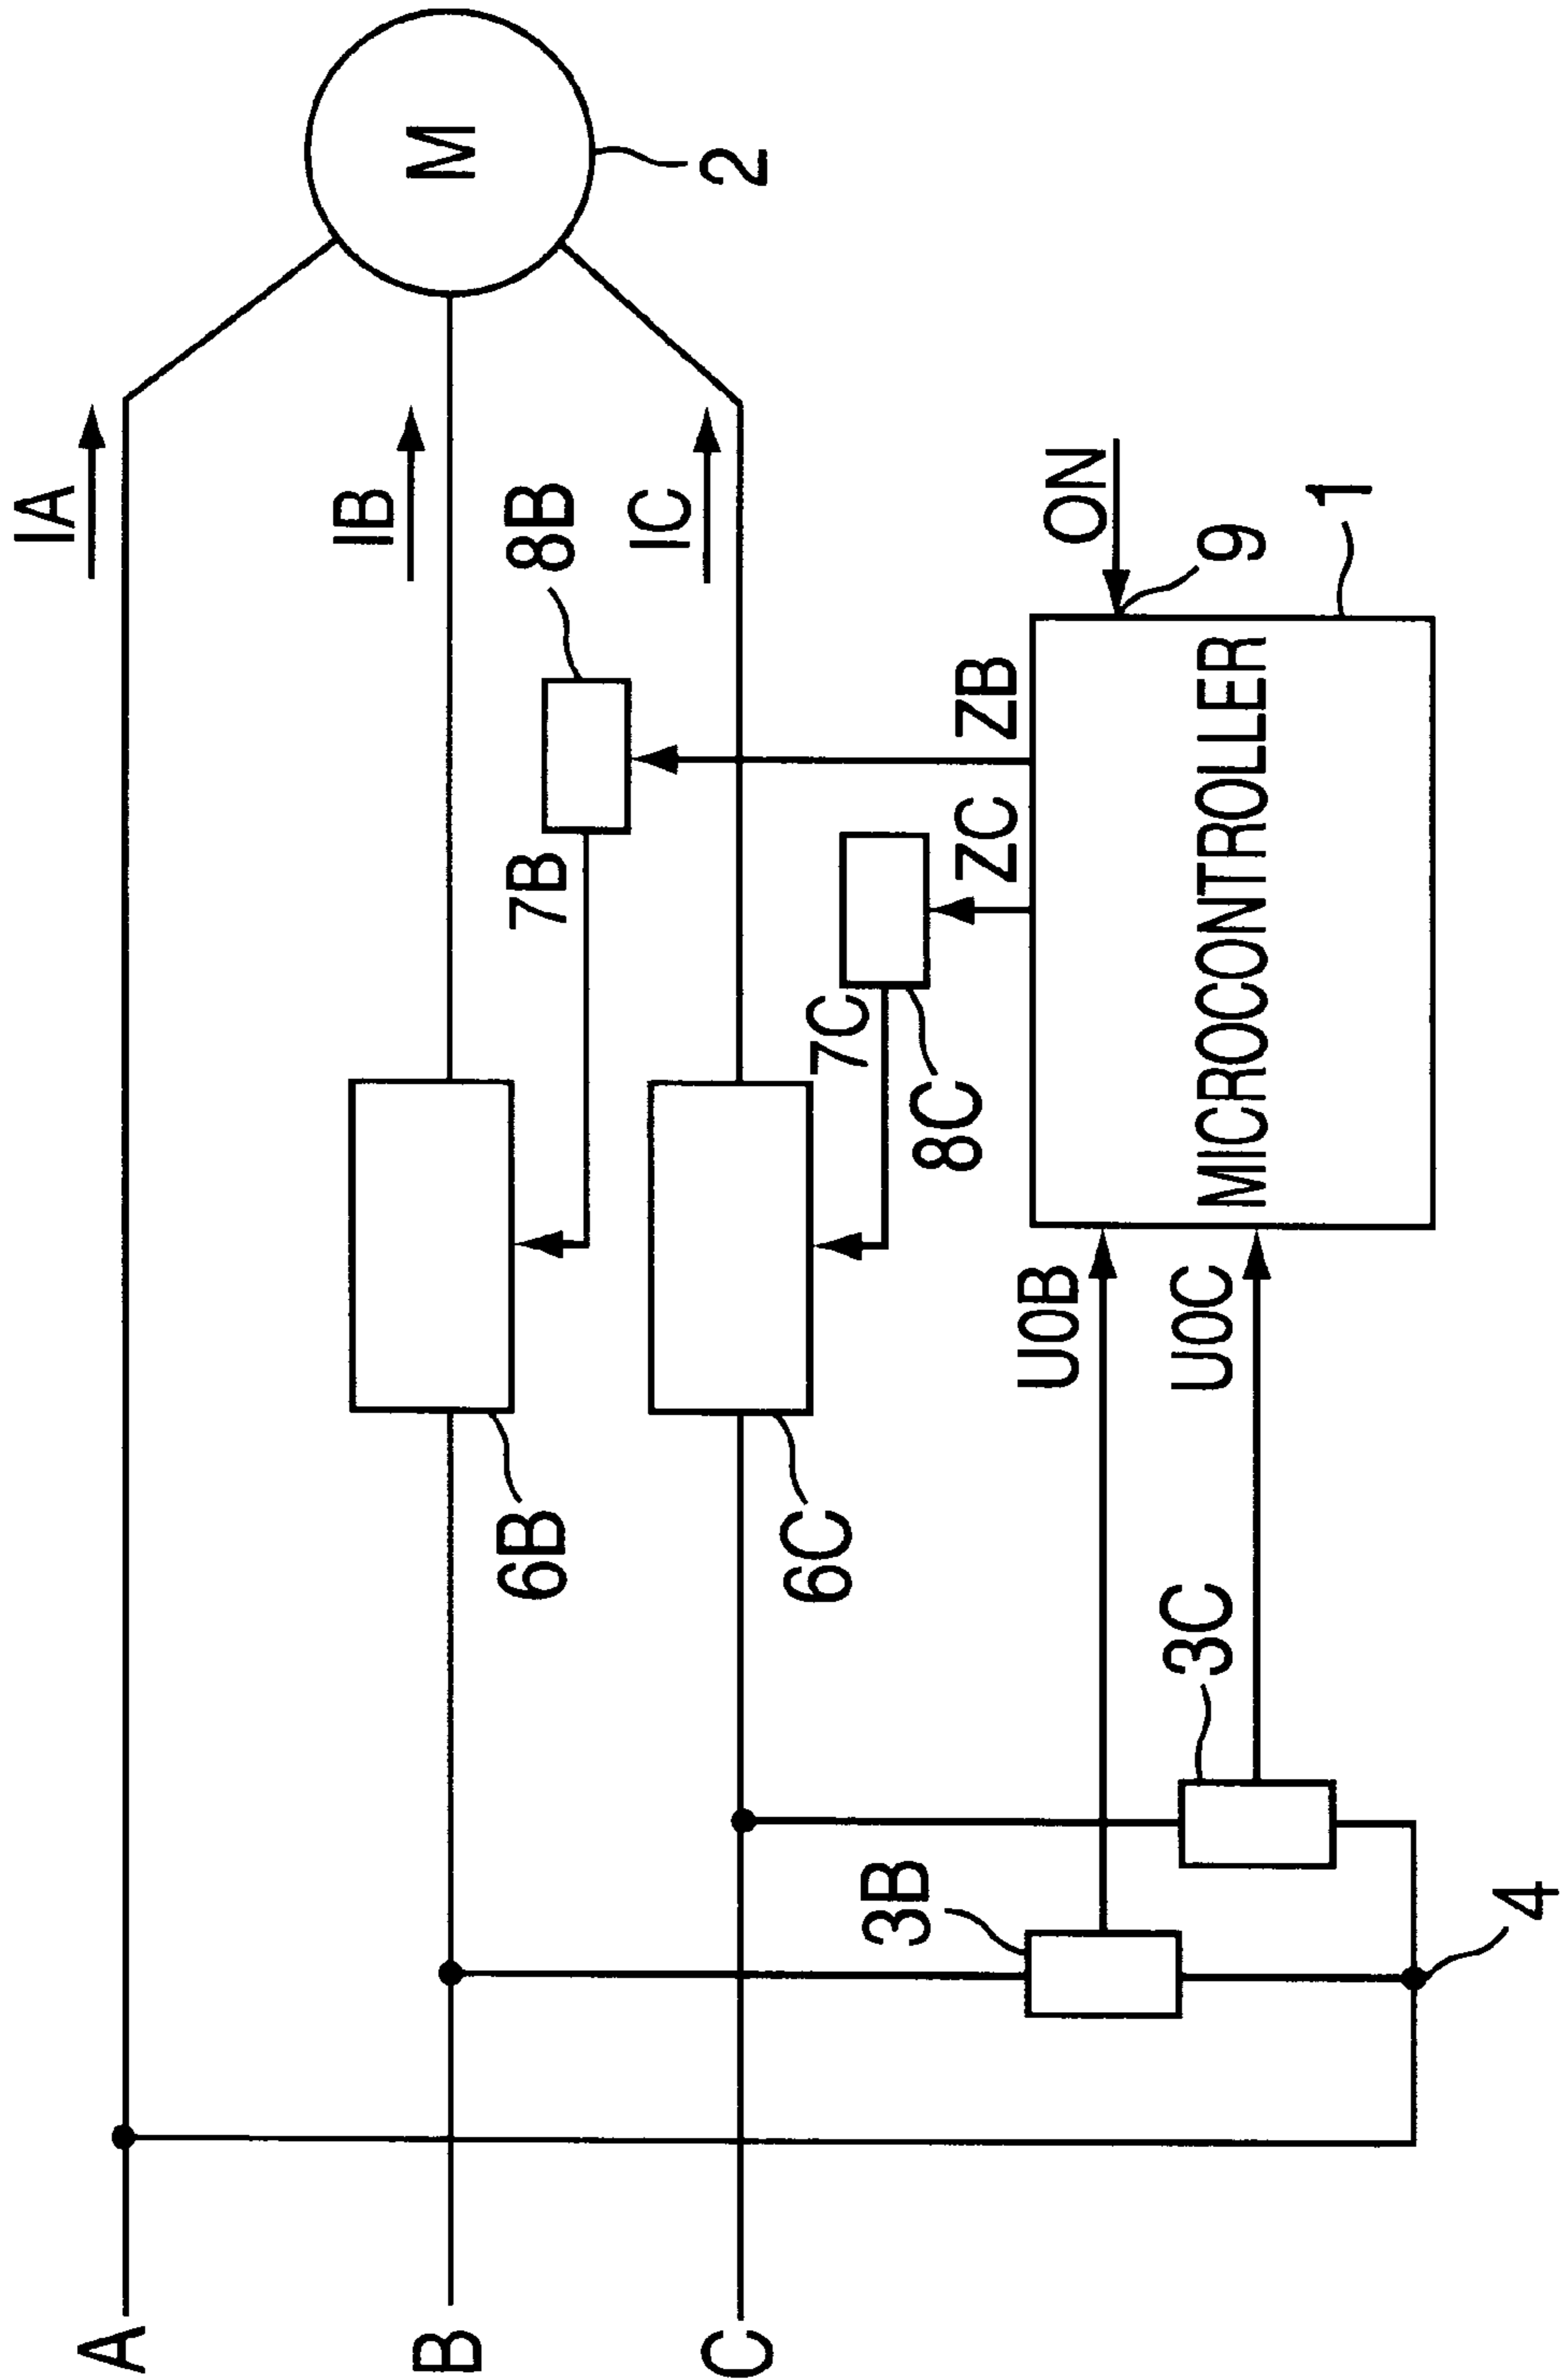 IA
IB
8B
IC
M
2
7B
ON
9
1
ZB
ZC
7C
8C
MICROCONTROLLER
6B
6C
U0B
U0C
3C
3B
4
A
B
C